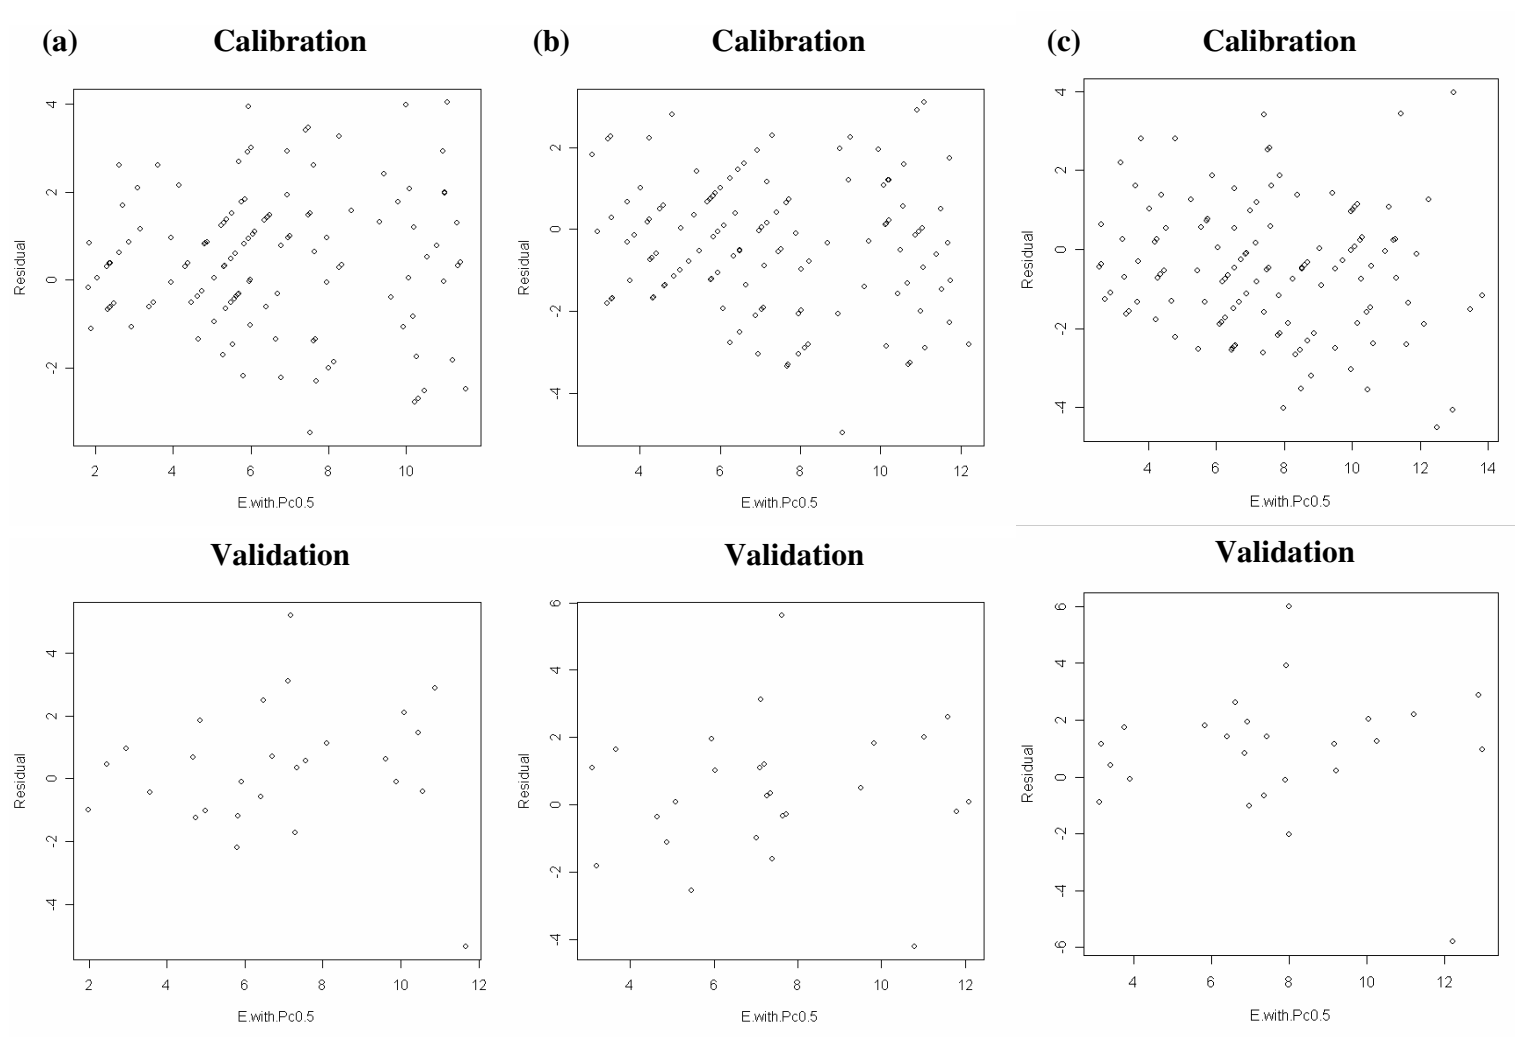 (a) Calibration (b) Calibration (c) Calibration
4
2
0
-2
Residual
2 4 6 8 10
E.with.Pc0.5
2
0
-2
-4
Residual
4 6 8 10 12
E.with.Pc0.5
4
2
0
-2
-4
Residual
4 6 8 10 12 14
E.with.Pc0.5
Validation Validation Validation
4
2
0
-2
-4
Residual
2 4 6 8 10 12
E.with.Pc0.5
6
4
2
0
-2
-4
Residual
4 6 8 10 12
E.with.Pc0.5
6
4
2
0
-2
-4
-6
Residual
4 6 8 10 12
E.with.Pc0.5